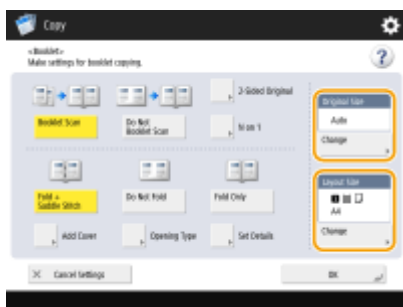 Copy
<Booklet>
Make settings for booklet copying.
?
2-Sided Original
Original Size
Booklet Scan
Do Not
Booklet Scan
N on 1
Auto
Change
Layout Size
Fold +
Saddle Stitch
Do Not Fold
Fold Only
A4
Add Cover
Opening Type
Set Details
Change
Cancel Settings
OK